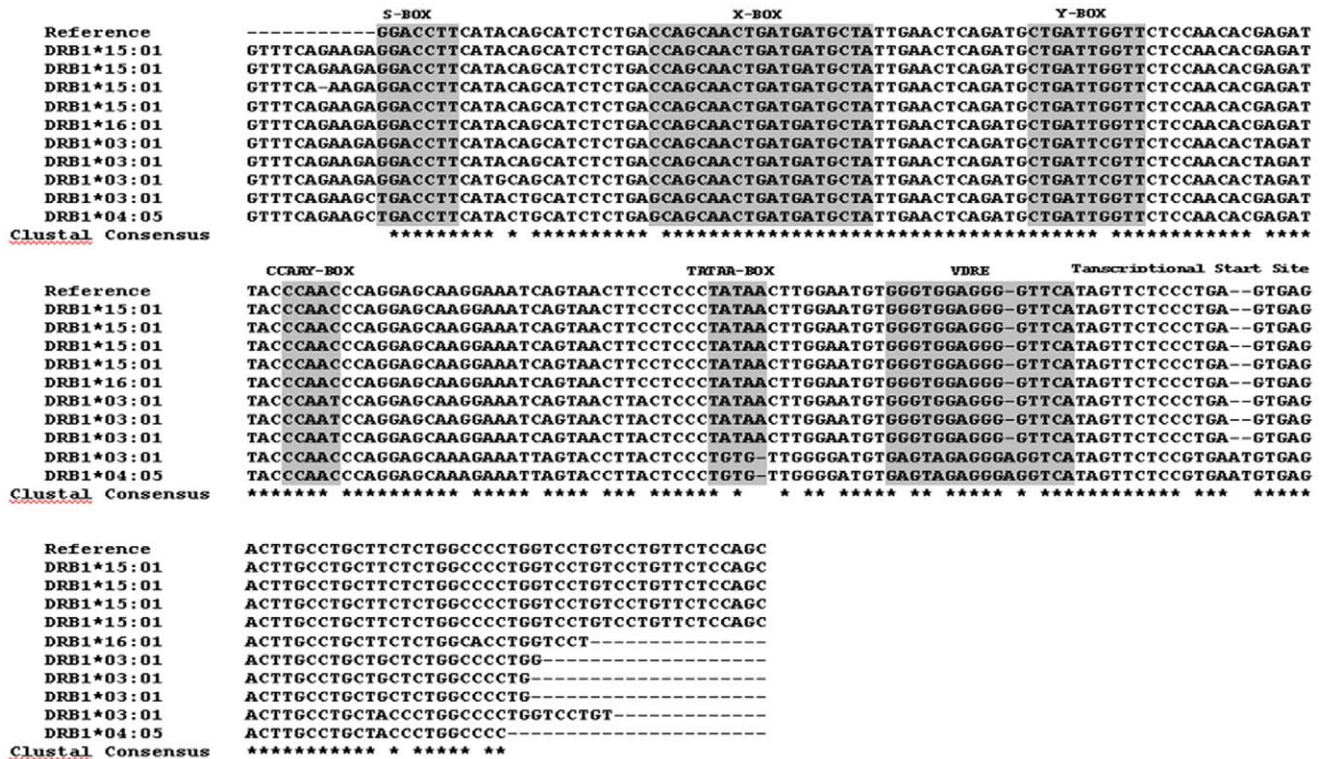 S-BOX X-BOX Y-BOX
Reference -----------GGACCTTCATACAGCATCTCTGACCAGCAACTGATGATGCTATTGAACTCAGATGCTGATTGGTTCTCCAACACGAGAT
DRB1*15:01 GTTTCAGAAGAGGACCTTCATACAGCATCTCTGACCAGCAACTGATGATGCTATTGAACTCAGATGCTGATTGGTTCTCCAACACGAGAT
DRB1*15:01 GTTTCAGAAGAGGACCTTCATACAGCATCTCTGACCAGCAACTGATGATGCTATTGAACTCAGATGCTGATTGGTTCTCCAACACGAGAT
DRB1*15:01 GTTTCA-AAGAGGACCTTCATACAGCATCTCTGACCAGCAACTGATGATGCTATTGAACTCAGATGCTGATTGGTTCTCCAACACGAGAT
DRB1*15:01 GTTTCAGAAGAGGACCTTCATACAGCATCTCTGACCAGCAACTGATGATGCTATTGAACTCAGATGCTGATTGGTTCTCCAACACGAGAT
DRB1*16:01 GTTTCAGAAGAGGACCTTCATACAGCATCTCTGACCAGCAACTGATGATGCTATTGAACTCAGATGCTGATTGGTTCTCCAACACGAGAT
DRB1*03:01 GTTTCAGAAGAGGACCTTCATACAGCATCTCTGACCAGCAACTGATGATGCTATTGAACTCAGATGCTGATTCGTTCTCCAACACTAGAT
DRB1*03:01 GTTTCAGAAGAGGACCTTCATACAGCATCTCTGACCAGCAACTGATGATGCTATTGAACTCAGATGCTGATTCGTTCTCCAACACTAGAT
DRB1*03:01 GTTTCAGAAGAGGACCTTCATGCAGCATCTCTGACCAGCAACTGATGATGCTATTGAACTCAGATGCTGATTCGTTCTCCAACACTAGAT
DRB1*03:01 GTTTCAGAAGCTGACCTTCATACTGCATCTCTGAGCAGCAACTGATGATGCTATTGAACTCAGATGCTGATTGGTTCTCCAACACGAGAT
DRB1*04:05 GTTTCAGAAGCTGACCTTCATACTGCATCTCTGAGCAGCAACTGATGATGCTATTGAACTCAGATGCTGATTGGTTCTCCAACACGAGAT
Clustal Consensus ********* * ********** ************************************* ************ ****
CCAAY-BOX TATAA-BOX VDRE Tanscriptional Start Site
Reference TACCCAACCCAGGAGCAAGGAAATCAGTAACTTCCTCCCTATAACTTGGAATGTGGGTGGAGGG-GTTCATAGTTCTCCCTGA--GTGAG
DRB1*15:01 TACCCAACCCAGGAGCAAGGAAATCAGTAACTTCCTCCCTATAACTTGGAATGTGGGTGGAGGG-GTTCATAGTTCTCCCTGA--GTGAG
DRB1*15:01 TACCCAACCCAGGAGCAAGGAAATCAGTAACTTCCTCCCTATAACTTGGAATGTGGGTGGAGGG-GTTCATAGTTCTCCCTGA--GTGAG
DRB1*15:01 TACCCAACCCAGGAGCAAGGAAATCAGTAACTTCCTCCCTATAACTTGGAATGTGGGTGGAGGG-GTTCATAGTTCTCCCTGA--GTGAG
DRB1*15:01 TACCCAACCCAGGAGCAAGGAAATCAGTAACTTCCTCCCTATAACTTGGAATGTGGGTGGAGGG-GTTCATAGTTCTCCCTGA--GTGAG
DRB1*16:01 TACCCAACCCAGGAGCAAGGAAATCAGTAACTTCCTCCCTATAACTTGGAATGTGGGTGGAGGG-GTTCATAGTTCTCCCTGA--GTGAG
DRB1*03:01 TACCCAATCCAGGAGCAAGGAAATCAGTAACTTACTCCCTATAACTTGGAATGTGGGTGGAGGG-GTTCATAGTTCTCCCTGA--GTGAG
DRB1*03:01 TACCCAATCCAGGAGCAAGGAAATCAGTAACTTACTCCCTATAACTTGGAATGTGGGTGGAGGG-GTTCATAGTTCTCCCTGA--GTGAG
DRB1*03:01 TACCCAATCCAGGAGCAAGGAAATCAGTAACTTACTCCCTATAACTTGGAATGTGGGTGGAGGG-GTTCATAGTTCTCCCTGA--GTGAG
DRB1*03:01 TACCCAACCCAGGAGCAAAGAAATTAGTACCTTACTCCCTGTG-TTGGGGATGTGAGTAGAGGGAGGTCATAGTTCTCCGTGAATGTGAG
DRB1*04:05 TACCCAACCCAGGAGCAAAGAAATTAGTACCTTACTCCCTGTG-TTGGGGATGTGAGTAGAGGGAGGTCATAGTTCTCCGTGAATGTGAG
Clustal Consensus ******* ********** ***** **** *** ****** * * ** ***** ** ***** * ************* *** *****
Reference ACTTGCCTGCTTCTCTGGCCCCTGGTCCTGTCCTGTTCTCCAGC
DRB1*15:01 ACTTGCCTGCTTCTCTGGCCCCTGGTCCTGTCCTGTTCTCCAGC
DRB1*15:01 ACTTGCCTGCTTCTCTGGCCCCTGGTCCTGTCCTGTTCTCCAGC
DRB1*15:01 ACTTGCCTGCTTCTCTGGCCCCTGGTCCTGTCCTGTTCTCCAGC
DRB1*15:01 ACTTGCCTGCTTCTCTGGCCCCTGGTCCTGTCCTGTTCTCCAGC
DRB1*16:01 ACTTGCCTGCTTCTCTGGCACCTGGTCCT---------------
DRB1*03:01 ACTTGCCTGCTGCTCTGGCCCCTGG-------------------
DRB1*03:01 ACTTGCCTGCTGCTCTGGCCCCTG--------------------
DRB1*03:01 ACTTGCCTGCTGCTCTGGCCCCTG--------------------
DRB1*03:01 ACTTGCCTGCTACCCTGGCCCCTGGTCCTGT-------------
DRB1*04:05 ACTTGCCTGCTACCCTGGCCCC----------------------
Clustal Consensus *********** * ***** **